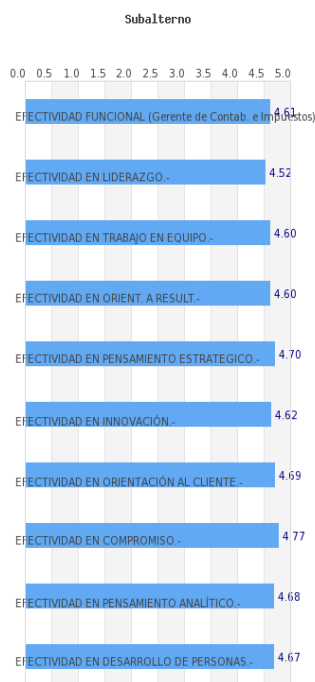 Subalterno
0.0 0.5 1.0 1.5 2.0 2.5 3.0 3.5 4.0 4.5 5.0
EFECTIVIDAD FUNCIONAL (Gerente de Contab. e Impuestos) 4.61
EFECTIVIDAD EN LIDERAZGO.- 4.52
EFECTIVIDAD EN TRABAJO EN EQUIPO.- 4.60
EFECTIVIDAD EN ORIENT. A RESULT.- 4.60
EFECTIVIDAD EN PENSAMIENTO ESTRATEGICO.- 4.70
EFECTIVIDAD EN INNOVACIÓN.- 4.62
EFECTIVIDAD EN ORIENTACIÓN AL CLIENTE.- 4.69
EFECTIVIDAD EN COMPROMISO.- 4.77
EFECTIVIDAD EN PENSAMIENTO ANALÍTICO.- 4.68
EFECTIVIDAD EN DESARROLLO DE PERSONAS.- 4.67